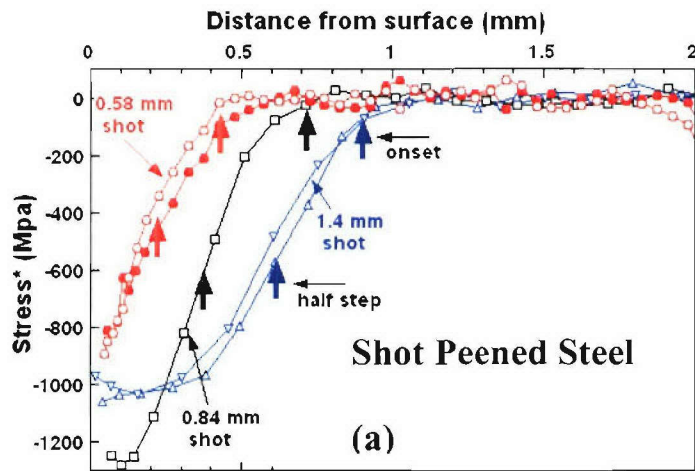 Distance from surface (mm)
0 0.5 1 1.5 2
0
-200
-400
-600
-800
-1000
-1200
Stress* (Mpa)
0.58 mm
shot
onset
1.4 mm
shot
half step
Shot Peened Steel
0.84 mm
shot
(a)